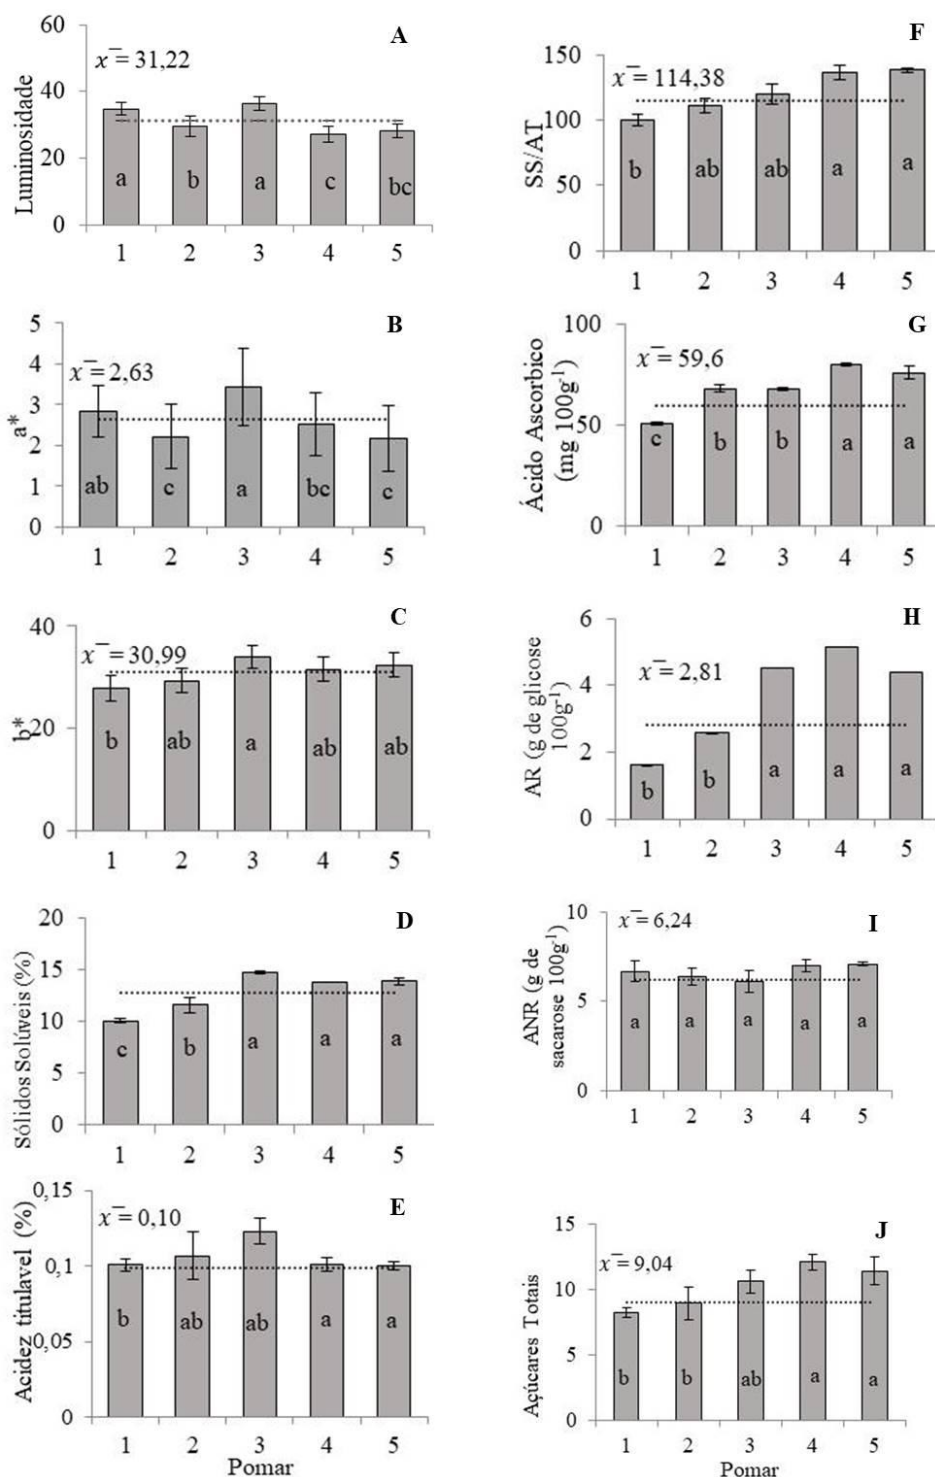 A
60
40
20
0
Luminosidade
x̄ = 31,22
a
b
a
c
bc
1 2 3 4 5
B
5
4
3
2
1
0
a*
x̄ = 2,63
ab
c
a
bc
c
1 2 3 4 5
C
40
20
0
b*
x̄ = 30,99
b
ab
a
ab
ab
1 2 3 4 5
D
20
15
10
5
0
Sólidos Solúveis (%)
c
b
a
a
a
1 2 3 4 5
E
0,15
0,1
0,05
0
Acidez titulavel (%)
x̄ = 0,10
b
ab
ab
a
a
1 2 3 4 5
Pomar
F
150
100
50
0
SS/AT
x̄ = 114,38
b
ab
ab
a
a
1 2 3 4 5
G
100
50
0
Ácido Ascorbico
(mg 100g⁻¹)
x̄ = 59,6
c
b
b
a
a
1 2 3 4 5
H
6
4
2
0
AR (g de glicose
100g⁻¹)
x̄ = 2,81
b
b
a
a
a
1 2 3 4 5
I
10
5
0
ANR (g de
sacarose 100g⁻¹)
x̄ = 6,24
a
a
a
a
a
1 2 3 4 5
J
15
10
5
0
Açúcares Totais
x̄ = 9,04
b
b
ab
a
a
1 2 3 4 5
Pomar